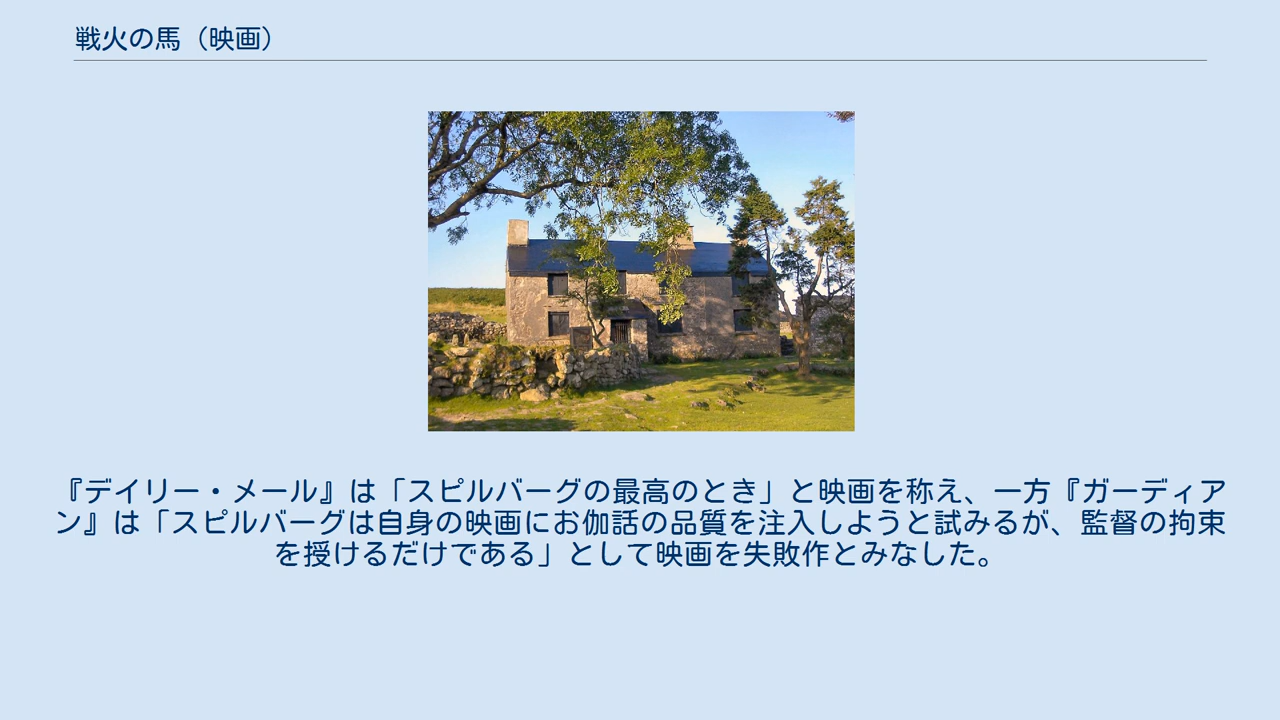 戦火の馬（映画）
『デイリー・メール』は「スピルバーグの最高のとき」と映画を称え、一方『ガーディア
ン』は「スピルバーグは自身の映画にお伽話の品質を注入しようと試みるが、監督の拘束
を授けるだけである」として映画を失敗作とみなした。